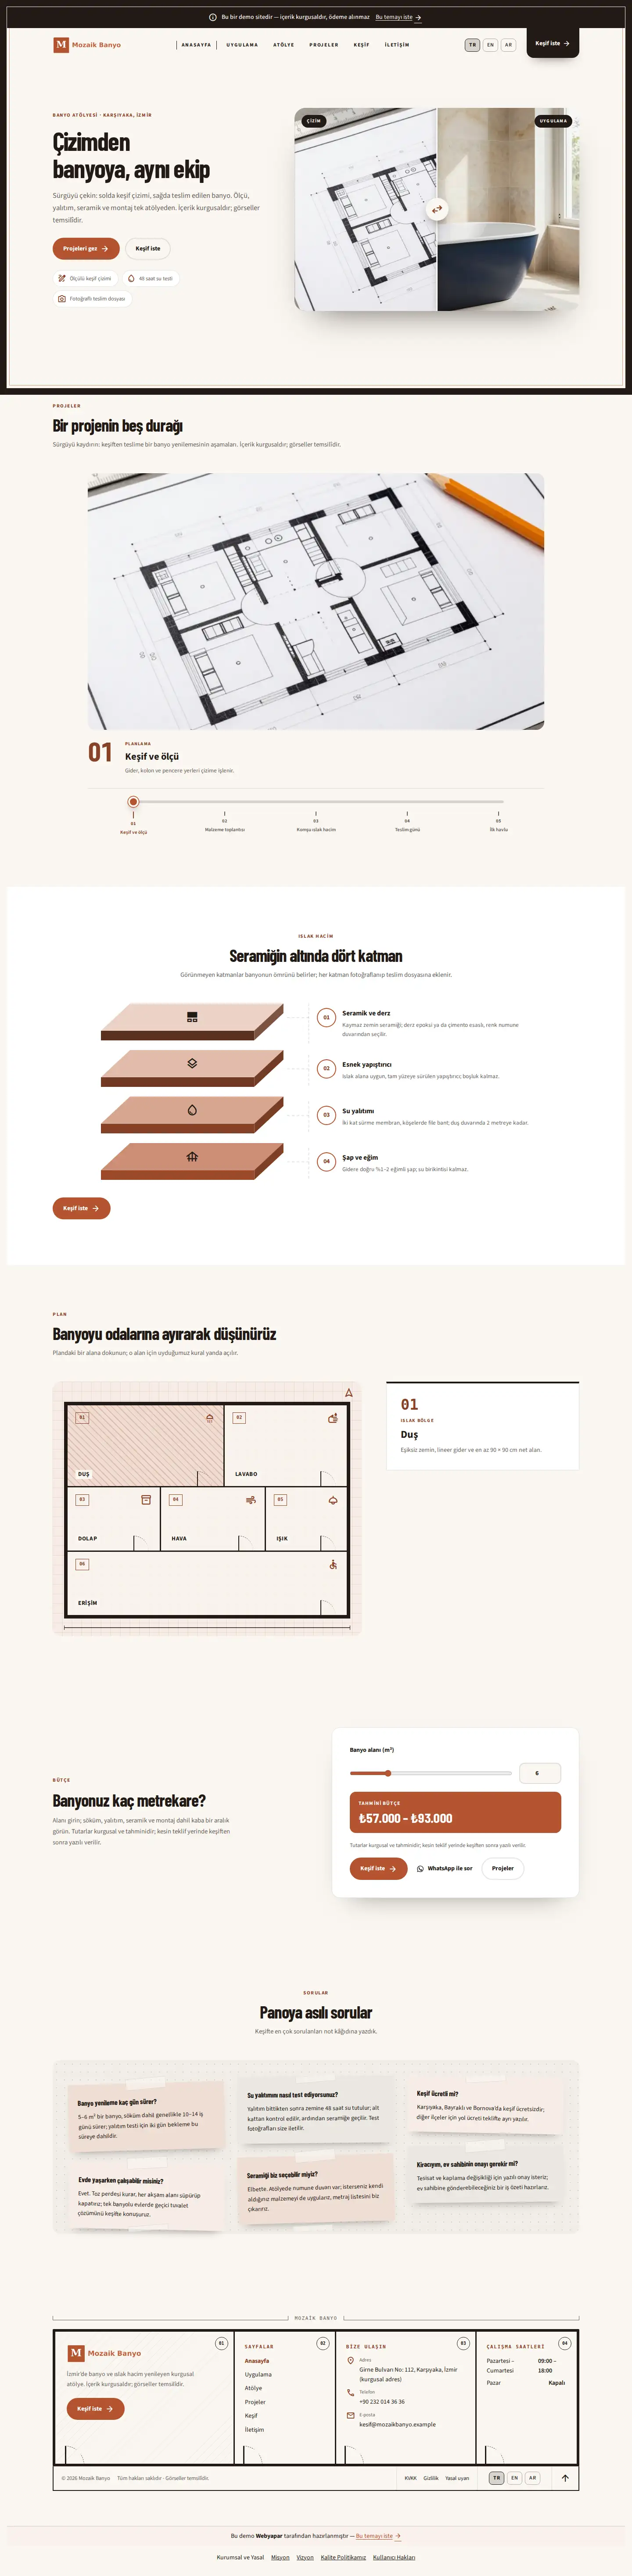 Bu bir demo sitedir — içerik kurgusaldır, ödeme alınmaz Bu temayı iste
M Mozaik Banyo
ANASAYFA UYGULAMA ATÖLYE PROJELER KEŞİF İLETİŞİM
TR EN AR
Keşif iste
BANYO ATÖLYESİ · KARŞIYAKA, İZMİR
Çizimden
banyoya, aynı ekip
Sürgüyü çekin: solda keşif çizimi, sağda teslim edilen banyo. Ölçü,
yalıtım, seramik ve montaj tek atölyeden. İçerik kurgusaldır; görseller
temsilîdir.
Projeleri gez
Keşif iste
Ölçülü keşif çizimi
48 saat su testi
Fotoğraflı teslim dosyası
ÇİZİM
UYGULAMA
PROJELER
Bir projenin beş durağı
Sürgüyü kaydırın: keşiften teslime bir banyo yenilemesinin aşamaları. İçerik kurgusaldır; görseller temsilîdir.
01
PLANLAMA
Keşif ve ölçü
Gider, kolon ve pencere yerleri çizime işlenir.
01
Keşif ve ölçü
02
Malzeme toplantısı
03
Komşu ıslak hacim
04
Teslim günü
05
İlk havlu
ISLAK HACİM
Seramiğin altında dört katman
Görünmeyen katmanlar banyonun ömrünü belirler; her katman fotoğraflanıp teslim dosyasına eklenir.
01
Seramik ve derz
Kaymaz zemin seramiği; derz epoksi ya da çimento esaslı, renk numune
duvarından seçilir.
02
Esnek yapıştırıcı
Islak alana uygun, tam yüzeye sürülen yapıştırıcı; boşluk kalmaz.
03
Su yalıtımı
İki kat sürme membran, köşelerde file bant; duş duvarında 2 metreye kadar.
04
Şap ve eğim
Gidere doğru %1–2 eğimli şap; su birikintisi kalmaz.
Keşif iste
PLAN
Banyoyu odalarına ayırarak düşünürüz
Plandaki bir alana dokunun; o alan için uyduğumuz kural yanda açılır.
01
DUŞ
02
LAVABO
03
DOLAP
04
HAVA
05
IŞIK
06
ERİŞİM
01
ISLAK BÖLGE
Duş
Eşiksiz zemin, lineer gider ve en az 90 × 90 cm net alan.
BÜTÇE
Banyonuz kaç metrekare?
Alanı girin; söküm, yalıtım, seramik ve montaj dahil kaba bir aralık
görün. Tutarlar kurgusal ve tahminidir; kesin teklif yerinde keşiften
sonra yazılı verilir.
Banyo alanı (m²)
6
TAHMİNİ BÜTÇE
₺57.000 – ₺93.000
Tutarlar kurgusal ve tahminidir; kesin teklif yerinde keşiften sonra yazılı verilir.
Keşif iste
WhatsApp ile sor
Projeler
SORULAR
Panoya asılı sorular
Keşifte en çok sorulanları not kâğıdına yazdık.
Banyo yenileme kaç gün sürer?
5–6 m² bir banyo, söküm dahil genellikle 10–14 iş
günü sürer; yalıtım testi için iki gün bekleme bu
süreye dahildir.
Su yalıtımını nasıl test ediyorsunuz?
Yalıtım bittikten sonra zemine 48 saat su tutulur; alt
kattan kontrol edilir, ardından seramiğe geçilir. Test
fotoğrafları size iletilir.
Keşif ücretli mi?
Karşıyaka, Bayraklı ve Bornova'da keşif ücretsizdir;
diğer ilçeler için yol ücreti teklifte ayrı yazılır.
Evde yaşarken çalışabilir misiniz?
Evet. Toz perdesi kurar, her akşam alanı süpürüp
kapatırız; tek banyolu evlerde geçici tuvalet
çözümünü keşifte konuşuruz.
Seramiği biz seçebilir miyiz?
Elbette. Atölyede numune duvarı var; isterseniz kendi
aldığınız malzemeyi de uygularız, metraj listesini biz
çıkarırız.
Kiracıyım, ev sahibinin onayı gerekir mi?
Tesisat ve kaplama değişikliği için yazılı onay isteriz;
ev sahibine gönderebileceğiniz bir iş özeti hazırlarız.
MOZAİK BANYO
01
M Mozaik Banyo
İzmir'de banyo ve ıslak hacim yenileme kurgusal
atölye. İçerik kurgusaldır; görseller temsilîdir.
Keşif iste
02
SAYFALAR
Anasayfa
Uygulama
Atölye
Projeler
Keşif
İletişim
03
BİZE ULAŞIN
Adres
Girne Bulvarı No: 112, Karşıyaka, İzmir
(kurgusal adres)
Telefon
+90 232 014 36 36
E-posta
kesif@mozaikbanyo.example
04
ÇALIŞMA SAATLERİ
Pazartesi – Cumartesi 09:00 – 18:00
Pazar Kapalı
© 2026 Mozaik Banyo Tüm hakları saklıdır · Görseller temsilîdir.
KVKK Gizlilik Yasal uyarı
TR EN AR
Bu demo Webyapar tarafından hazırlanmıştır — Bu temayı iste
Kurumsal ve Yasal Misyon Vizyon Kalite Politikamız Kullanıcı Hakları